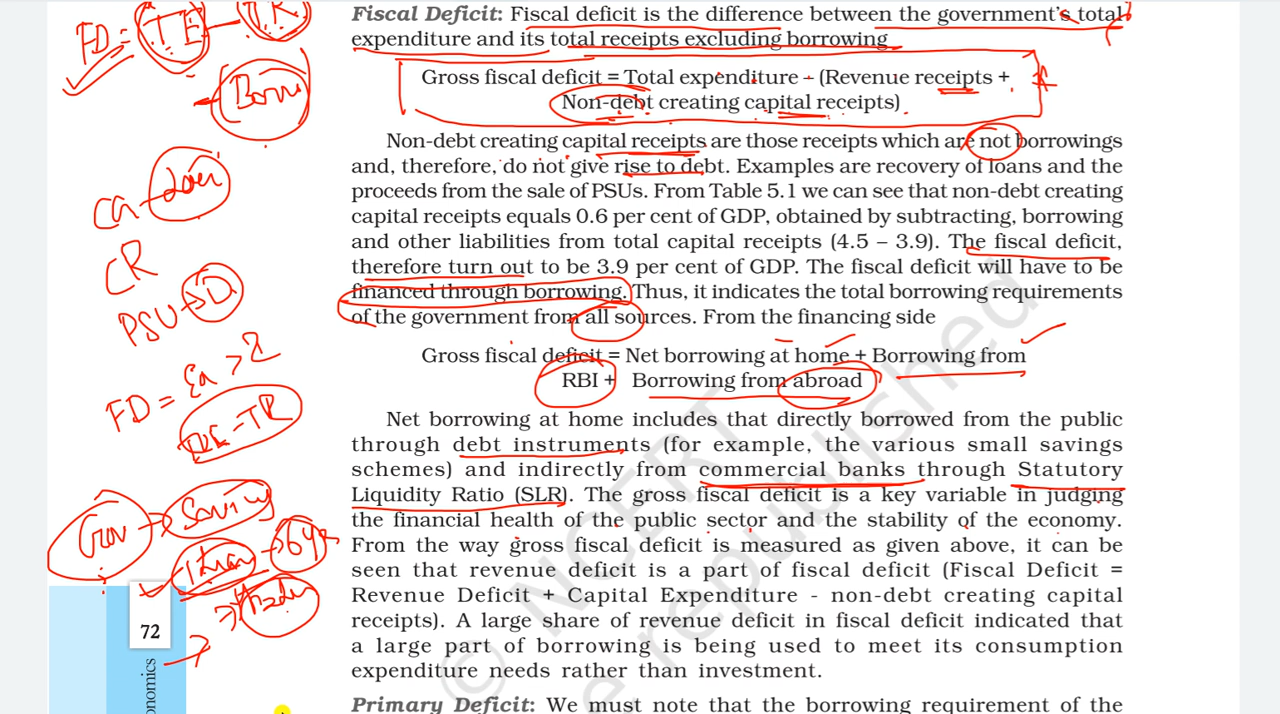 Fiscal Deficit: Fiscal deficit is the difference between the government's total
expenditure and its total receipts excluding borrowing
Gross fiscal deficit = Total expenditure – (Revenue receipts +
Non-debt creating capital receipts)
Non-debt creating capital receipts are those receipts which are not borrowings
and, therefore, do not give rise to debt. Examples are recovery of loans and the
proceeds from the sale of PSUs. From Table 5.1 we can see that non-debt creating
capital receipts equals 0.6 per cent of GDP, obtained by subtracting, borrowing
and other liabilities from total capital receipts (4.5 – 3.9). The fiscal deficit,
therefore turn out to be 3.9 per cent of GDP. The fiscal deficit will have to be
financed through borrowing. Thus, it indicates the total borrowing requirements
of the government from all sources. From the financing side
Gross fiscal deficit = Net borrowing at home + Borrowing from
RBI + Borrowing from abroad
Net borrowing at home includes that directly borrowed from the public
through debt instruments (for example, the various small savings
schemes) and indirectly from commercial banks through Statutory
Liquidity Ratio (SLR). The gross fiscal deficit is a key variable in judging
the financial health of the public sector and the stability of the economy.
From the way gross fiscal deficit is measured as given above, it can be
seen that revenue deficit is a part of fiscal deficit (Fiscal Deficit =
Revenue Deficit + Capital Expenditure - non-debt creating capital
receipts). A large share of revenue deficit in fiscal deficit indicated that
a large part of borrowing is being used to meet its consumption
expenditure needs rather than investment.
Primary Deficit: We must note that the borrowing requirement of the
FD = TE - TR
CR
PSU → D
FD =
- TR
Gov
72
nomics
© NCERT
republished